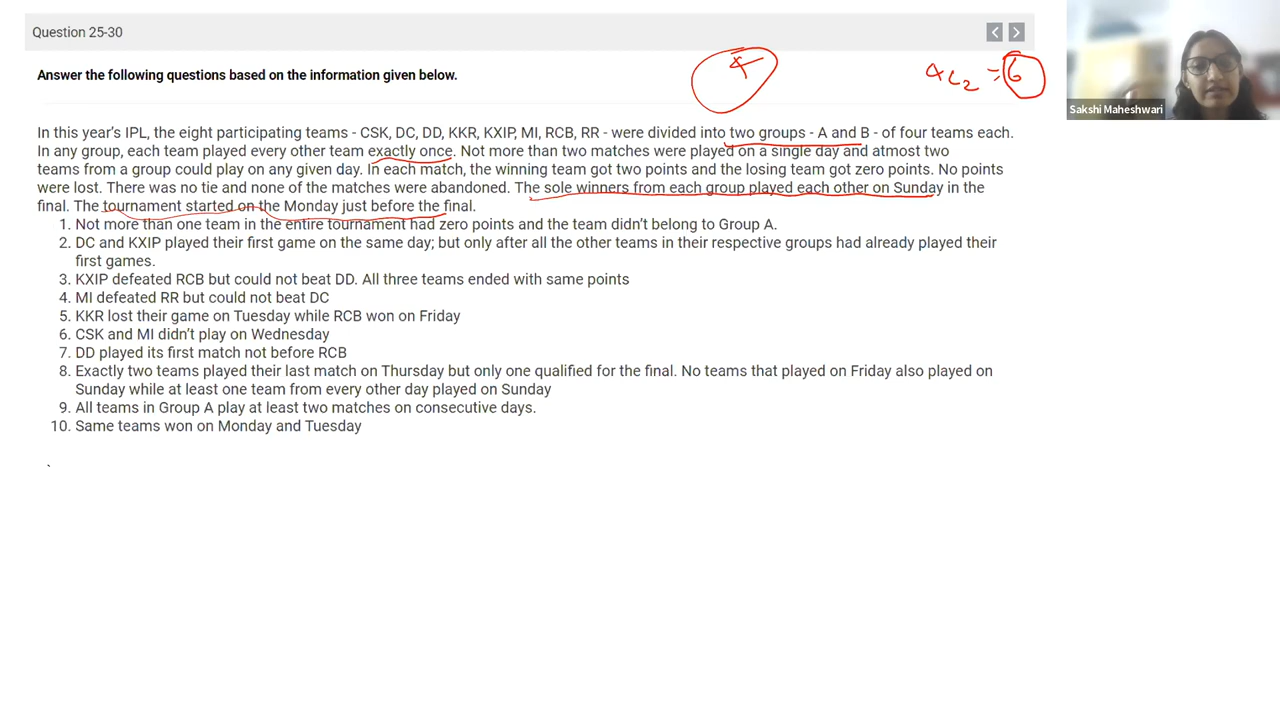 Question 25-30
Answer the following questions based on the information given below.
4
4C2 = 6
Sakshi Maheshwari
In this year's IPL, the eight participating teams - CSK, DC, DD, KKR, KXIP, MI, RCB, RR - were divided into two groups - A and B - of four teams each.
In any group, each team played every other team exactly once. Not more than two matches were played on a single day and atmost two
teams from a group could play on any given day. In each match, the winning team got two points and the losing team got zero points. No points
were lost. There was no tie and none of the matches were abandoned. The sole winners from each group played each other on Sunday in the
final. The tournament started on the Monday just before the final.
1. Not more than one team in the entire tournament had zero points and the team didn't belong to Group A.
2. DC and KXIP played their first game on the same day; but only after all the other teams in their respective groups had already played their
first games.
3. KXIP defeated RCB but could not beat DD. All three teams ended with same points
4. MI defeated RR but could not beat DC
5. KKR lost their game on Tuesday while RCB won on Friday
6. CSK and MI didn't play on Wednesday
7. DD played its first match not before RCB
8. Exactly two teams played their last match on Thursday but only one qualified for the final. No teams that played on Friday also played on
Sunday while at least one team from every other day played on Sunday
9. All teams in Group A play at least two matches on consecutive days.
10. Same teams won on Monday and Tuesday